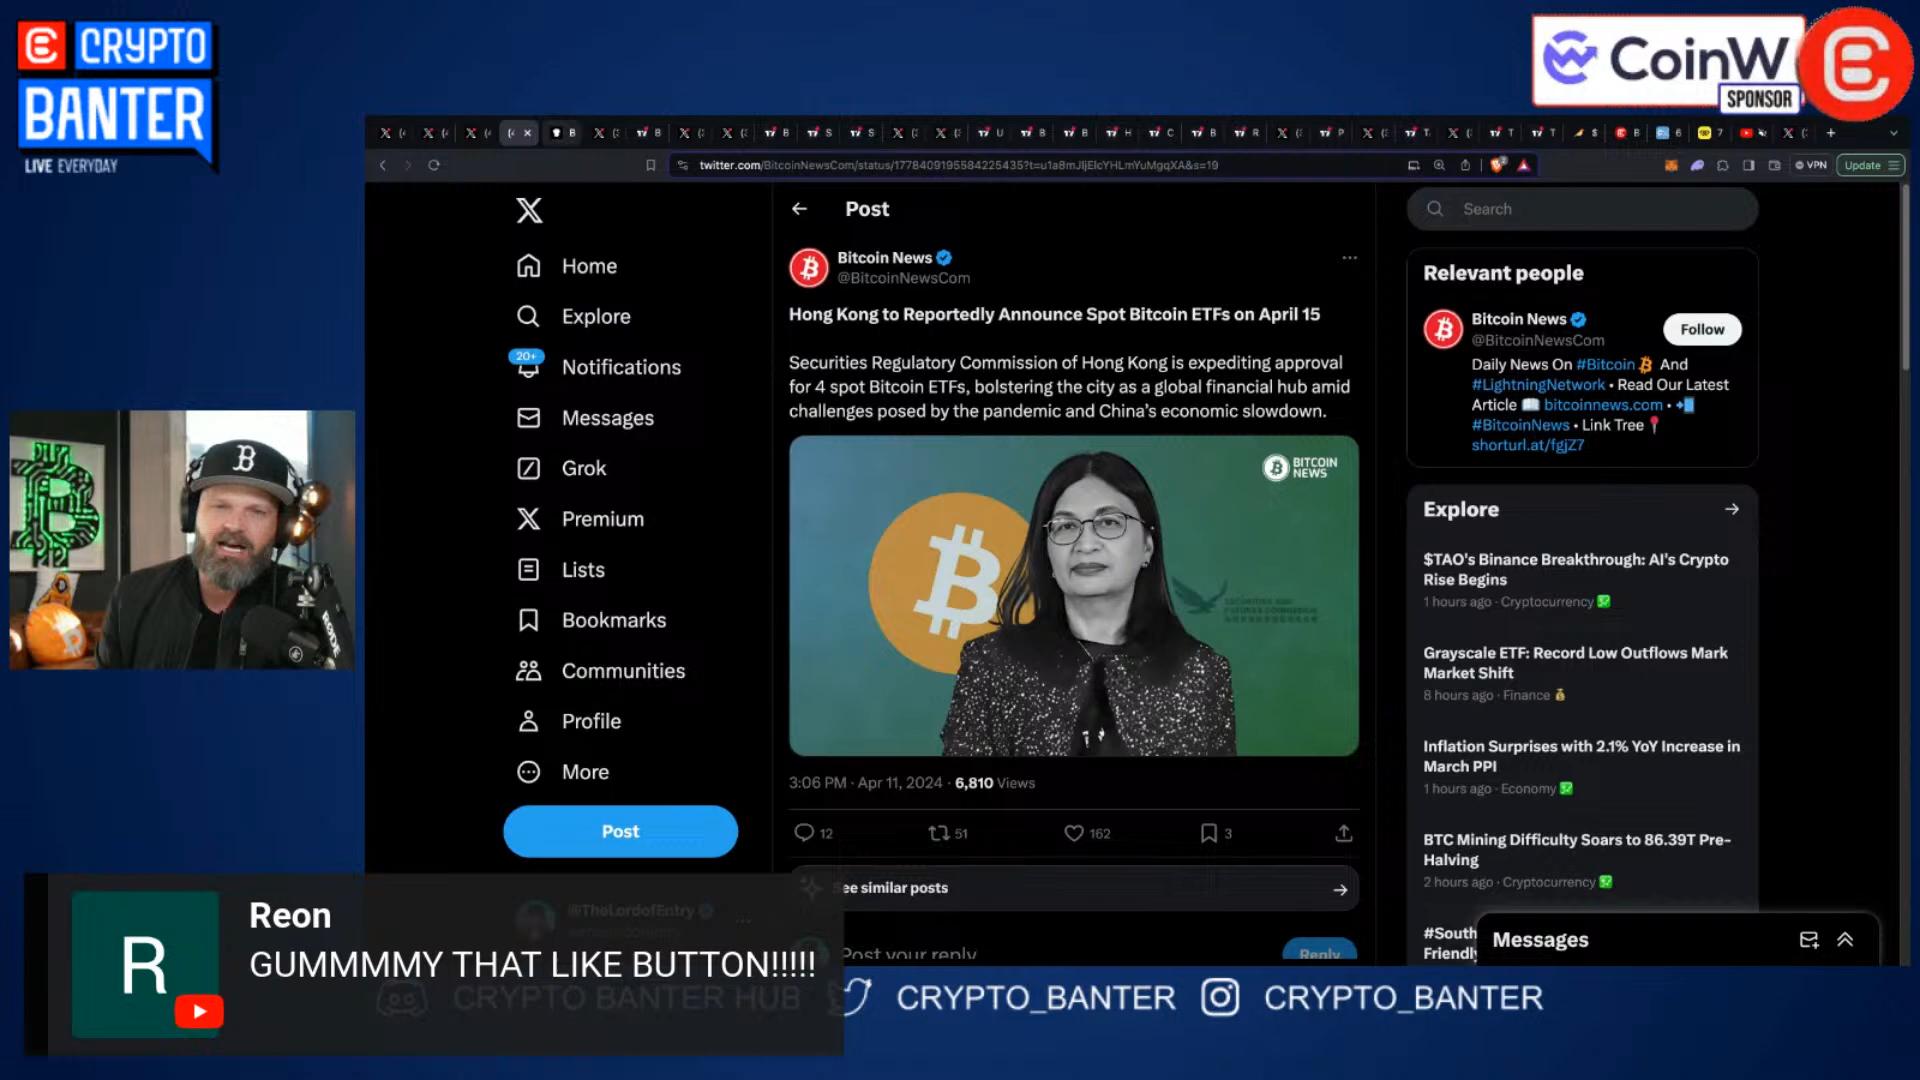 CRYPTO
BANTER
LIVE EVERYDAY
CoinW
SPONSOR
twitter.com/BitcoinNewsCom/status/1778409195584225435?t=u1a8mJljElcYHLmYuMgqXA&s=19
VPN
Update
Home
Explore
20+
Notifications
Messages
Grok
Premium
Lists
Bookmarks
Communities
Profile
More
Post
Post
Bitcoin News
@BitcoinNewsCom
Hong Kong to Reportedly Announce Spot Bitcoin ETFs on April 15
Securities Regulatory Commission of Hong Kong is expediting approval
for 4 spot Bitcoin ETFs, bolstering the city as a global financial hub amid
challenges posed by the pandemic and China's economic slowdown.
BITCOIN
NEWS
3:06 PM · Apr 11, 2024 · 6,810 Views
12
51
162
3
ee similar posts
Post your reply
Reply
Search
Relevant people
Bitcoin News
@BitcoinNewsCom
Follow
Daily News On #Bitcoin And
#LightningNetwork • Read Our Latest
Article bitcoinnews.com •
#BitcoinNews • Link Tree
shorturl.at/fgjZ7
Explore
$TAO's Binance Breakthrough: AI's Crypto
Rise Begins
1 hours ago · Cryptocurrency
Grayscale ETF: Record Low Outflows Mark
Market Shift
8 hours ago · Finance
Inflation Surprises with 2.1% YoY Increase in
March PPI
1 hours ago · Economy
BTC Mining Difficulty Soars to 86.39T Pre-
Halving
2 hours ago · Cryptocurrency
#South
Friendly
Messages
@TheLordofEntry
R
Reon
GUMMMMY THAT LIKE BUTTON!!!!!
CRYPTO BANTER HUB
CRYPTO_BANTER
CRYPTO_BANTER
RODE